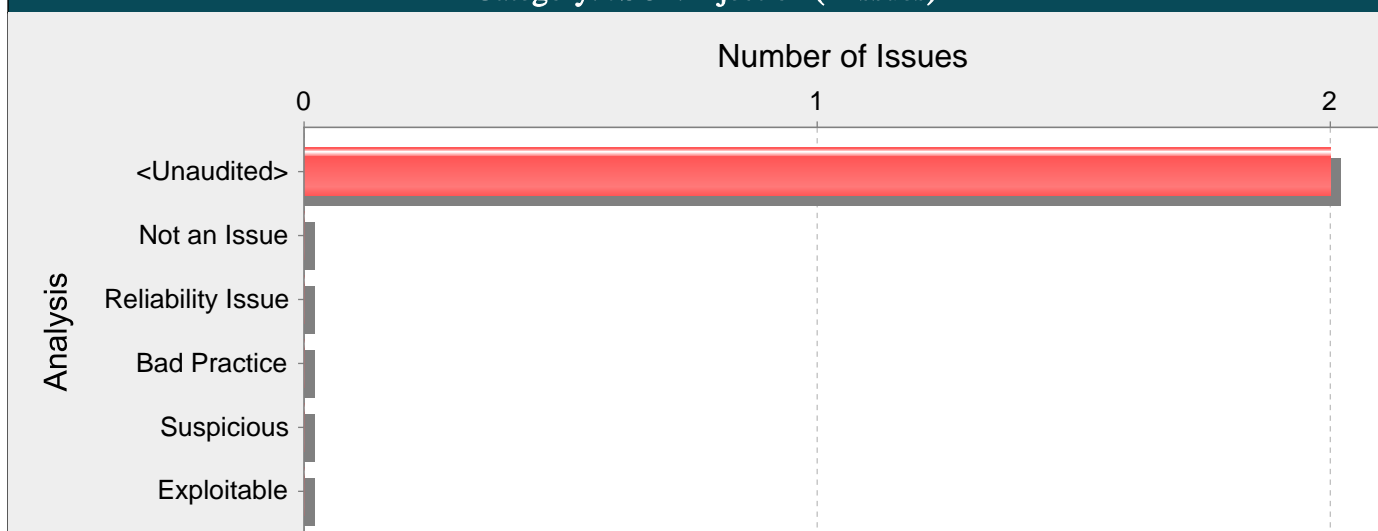 Number of Issues
0 1 2
<Unaudited>
Not an Issue
Reliability Issue
Bad Practice
Suspicious
Exploitable
Analysis